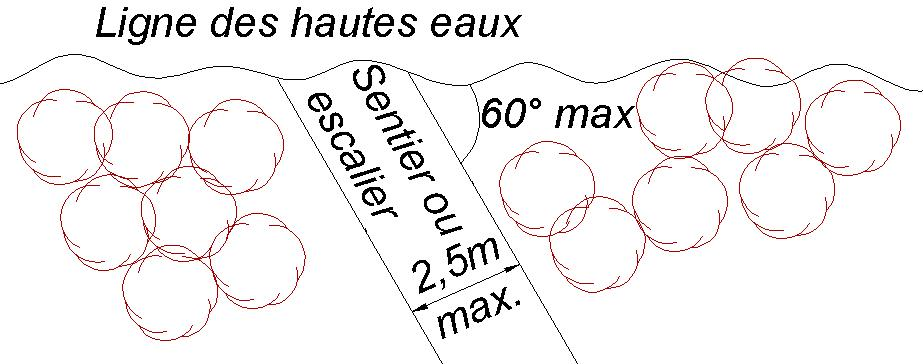 Ligne des hautes eaux
Sentier ou
escalier
60° max
2,5m
max.